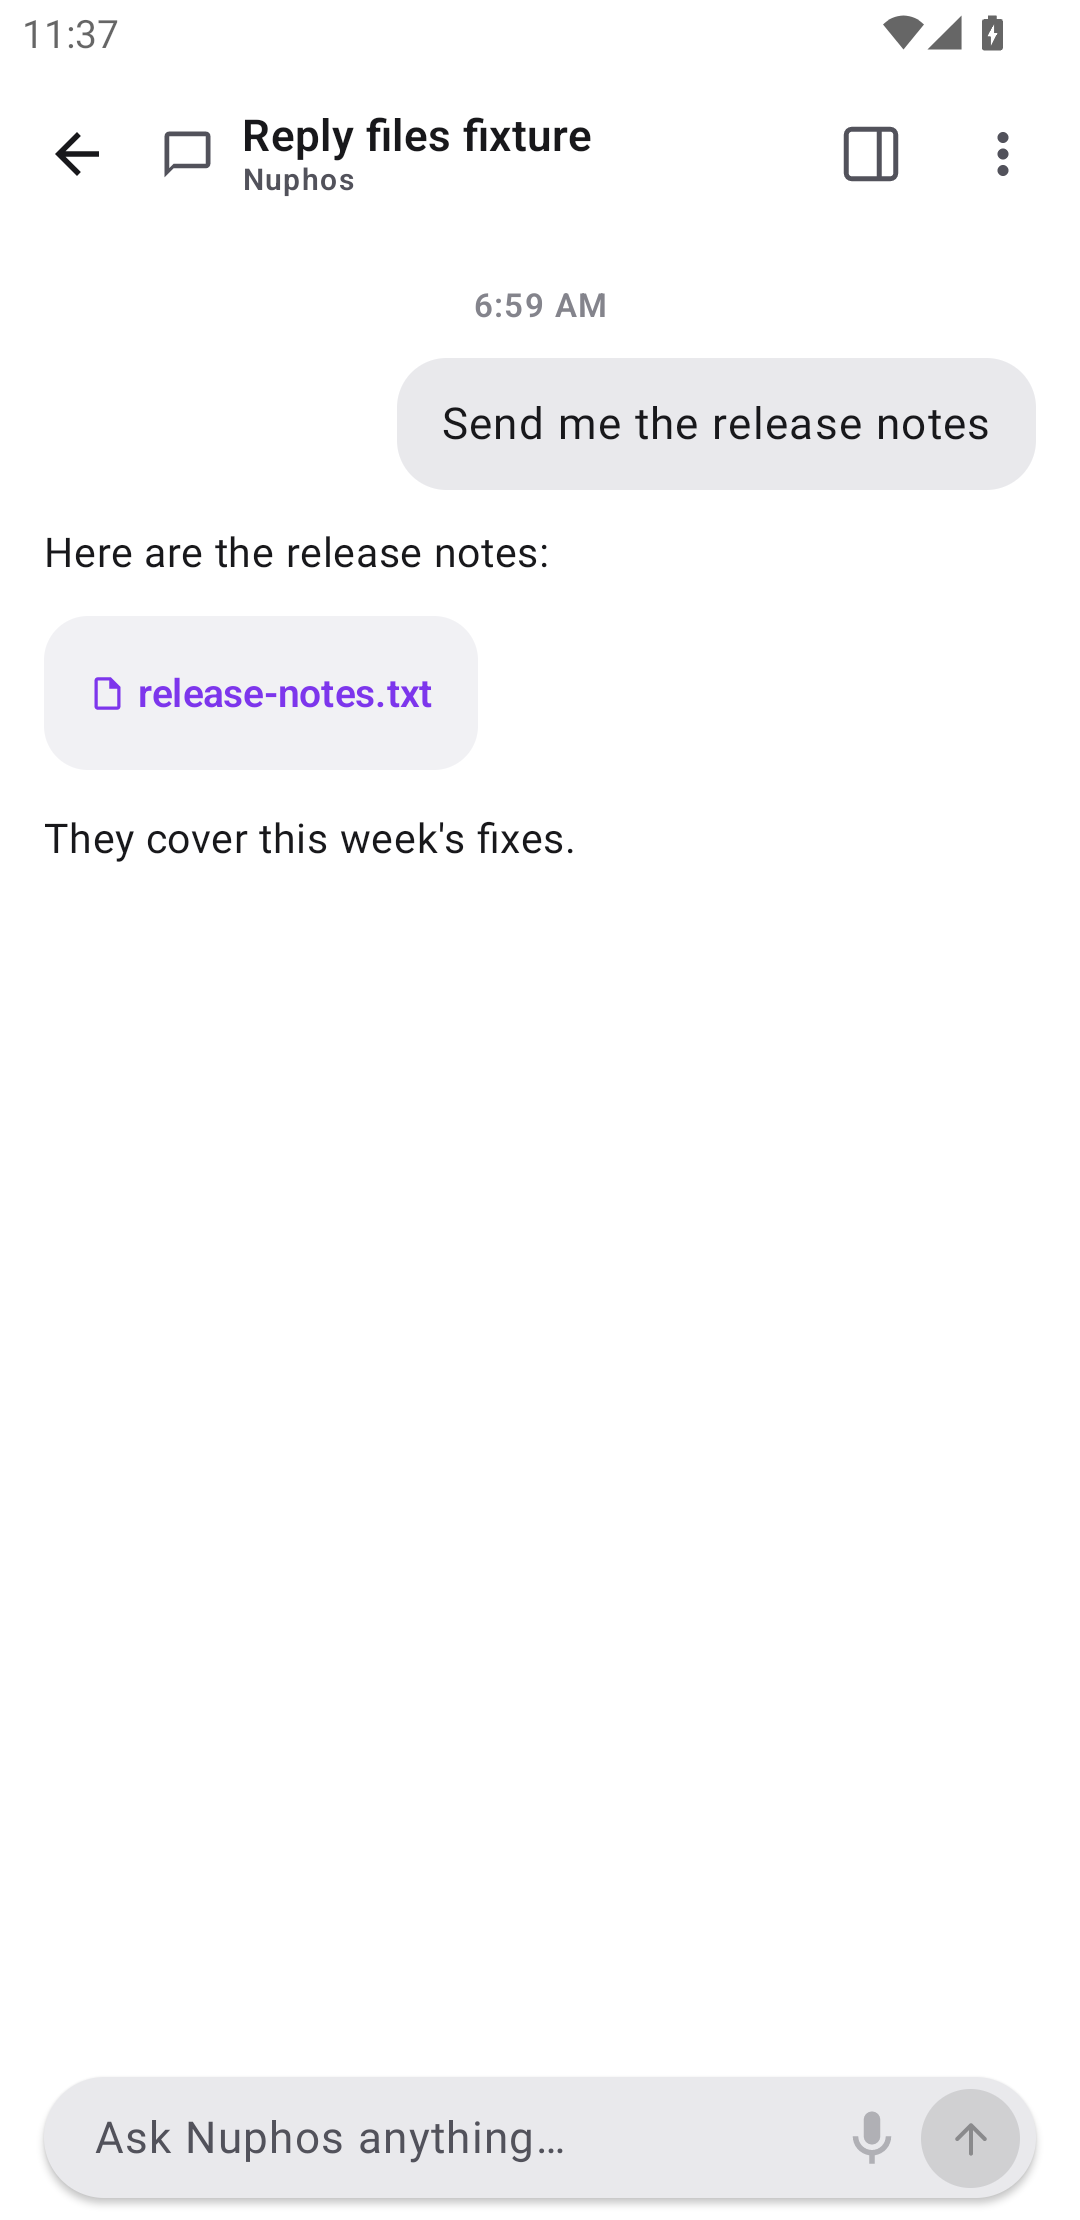 11:37
Reply files fixture
Nuphos
6:59 AM
Send me the release notes
Here are the release notes:
release-notes.txt
They cover this week's fixes.
Ask Nuphos anything…